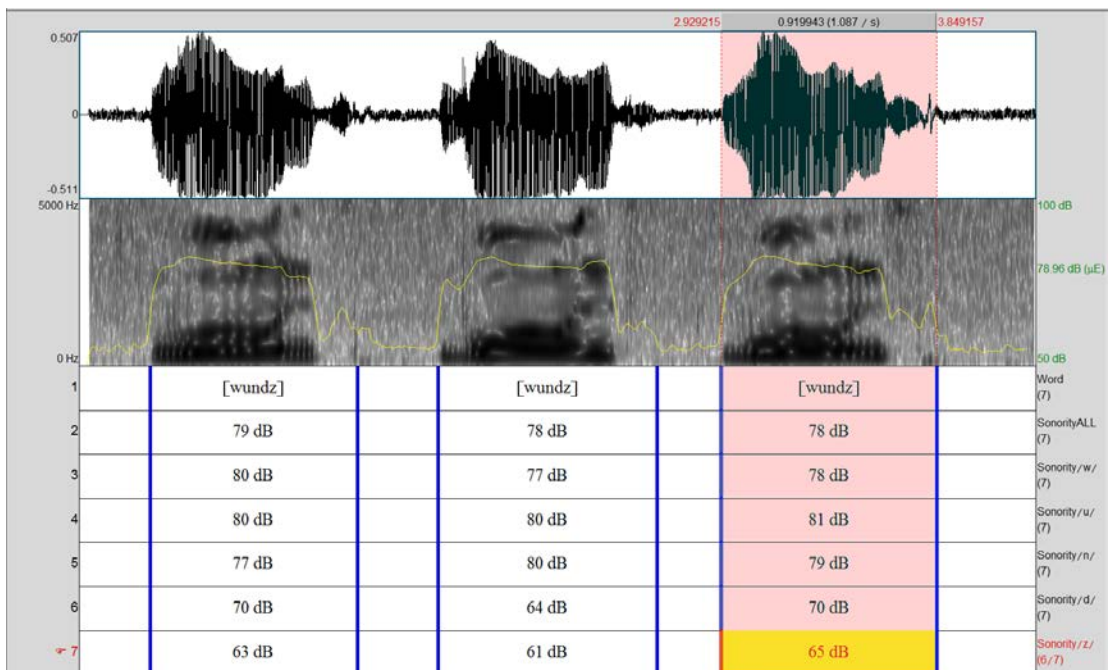 2.929215 0.919943 (1.087 / s) 3.849157
0.507
0
-0.511
5000 Hz 100 dB
78.96 dB (µE)
0 Hz 50 dB
1 [wundz] [wundz] [wundz] Word
(7)
2 79 dB 78 dB 78 dB SonorityALL
(7)
3 80 dB 77 dB 78 dB Sonority/w/
(7)
4 80 dB 80 dB 81 dB Sonority/u/
(7)
5 77 dB 80 dB 79 dB Sonority/n/
(7)
6 70 dB 64 dB 70 dB Sonority/d/
(7)
7 63 dB 61 dB 65 dB Sonority/z/
(6/7)